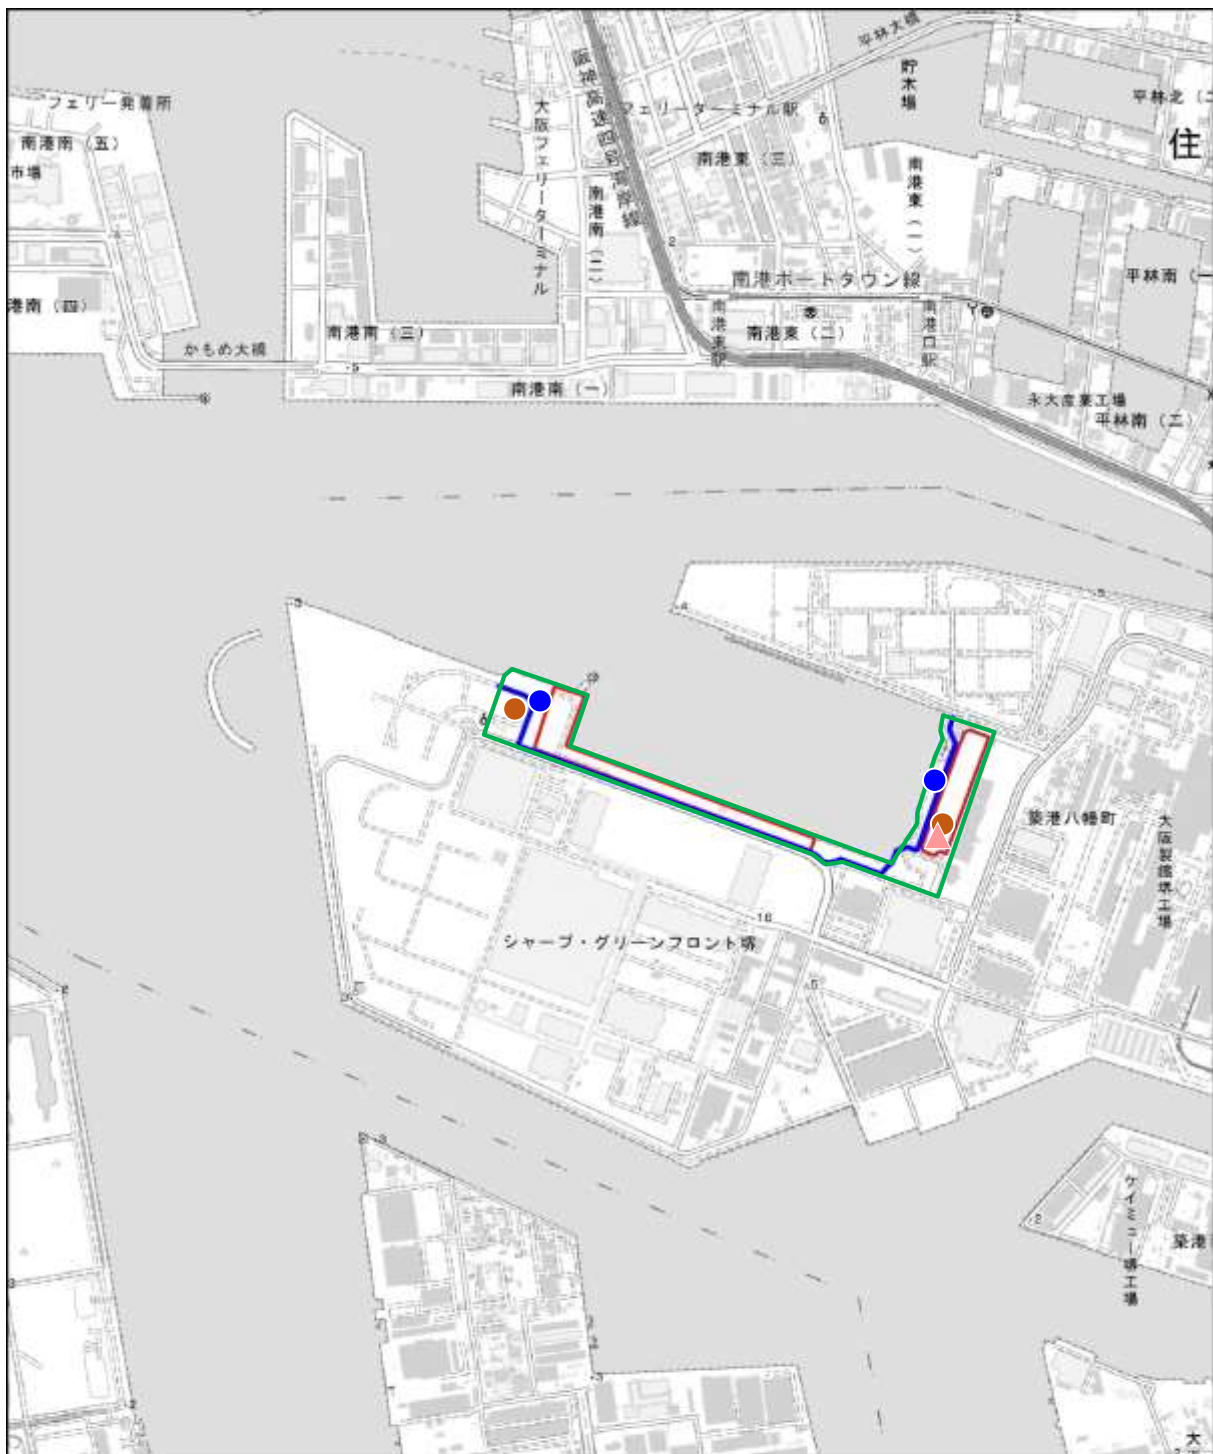 平林大橋
フェリー発着所
貯木場
平林北（二
南港南（五）
市場
阪神高速四号湾岸線
フェリーターミナル駅
大阪フェリーターミナル
南港東（三）
住
南港南（二）
南港東（一）
港南（四）
南港ポートタウン線
平林南（一
南港南（三）
南港東駅
南港東（二）
南港口駅
かもめ大橋
南港南（一）
永大産業工場
平林南（二）
築港八幡町
大阪製鐵堺工場
シャープ・グリーンフロント堺
ケイミュー堺工場
築港
大